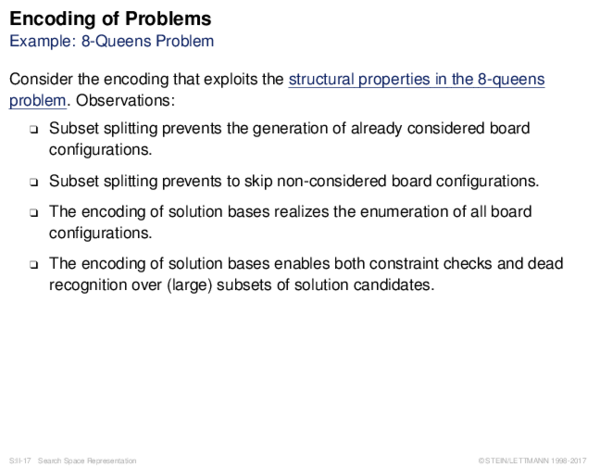 Encoding of Problems
Example: 8-Queens Problem
Consider the encoding that exploits the structural properties in the 8-queens
problem. Observations:
❑ Subset splitting prevents the generation of already considered board
configurations.
❑ Subset splitting prevents to skip non-considered board configurations.
❑ The encoding of solution bases realizes the enumeration of all board
configurations.
❑ The encoding of solution bases enables both constraint checks and dead
recognition over (large) subsets of solution candidates.
S:II-17 Search Space Representation ©STEIN/LETTMANN 1998-2017